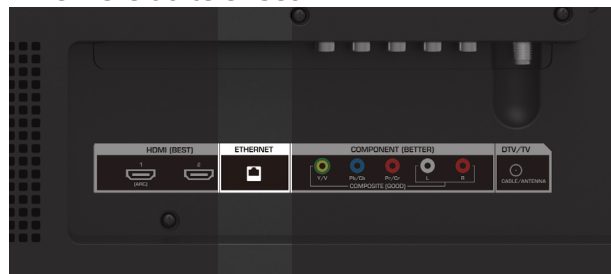 HDMI (BEST)
ETHERNET
COMPONENT (BETTER)
DTV/TV
1
2
(ARC)
Y/V
Pb/Cb
Pr/Cr
L
R
COMPOSITE (GOOD)
CABLE/ANTENNA